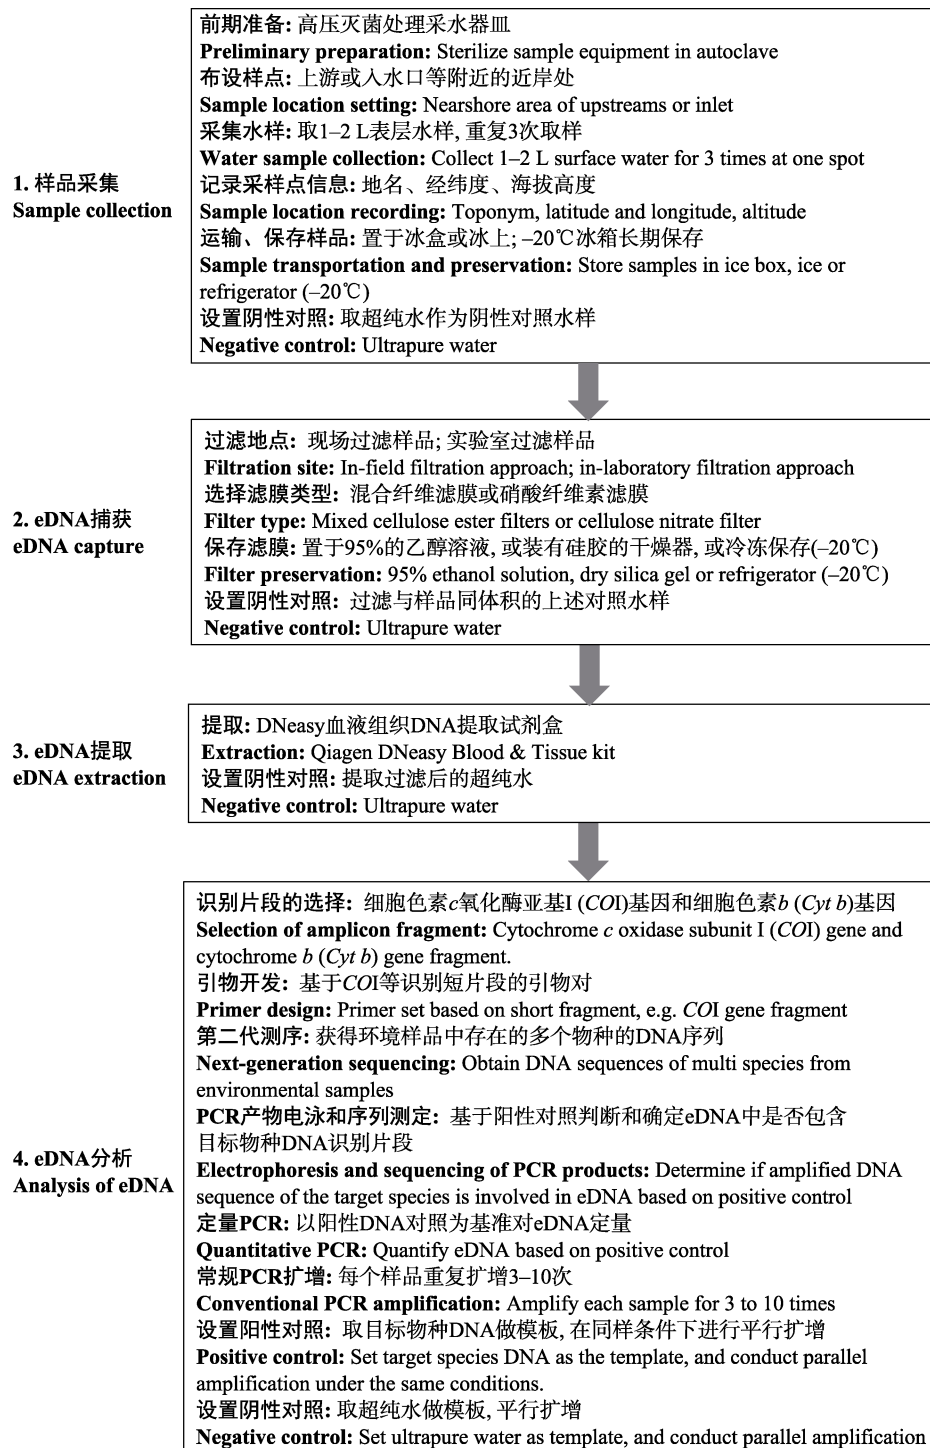 1. 样品采集
Sample collection
前期准备: 高压灭菌处理采水器皿
Preliminary preparation: Sterilize sample equipment in autoclave
布设样点: 上游或入水口等附近的近岸处
Sample location setting: Nearshore area of upstreams or inlet
采集水样: 取1–2 L表层水样, 重复3次取样
Water sample collection: Collect 1–2 L surface water for 3 times at one spot
记录采样点信息: 地名、经纬度、海拔高度
Sample location recording: Toponym, latitude and longitude, altitude
运输、保存样品: 置于冰盒或冰上; –20℃冰箱长期保存
Sample transportation and preservation: Store samples in ice box, ice or
refrigerator (–20℃)
设置阴性对照: 取超纯水作为阴性对照水样
Negative control: Ultrapure water
2. eDNA捕获
eDNA capture
过滤地点: 现场过滤样品; 实验室过滤样品
Filtration site: In-field filtration approach; in-laboratory filtration approach
选择滤膜类型: 混合纤维滤膜或硝酸纤维素滤膜
Filter type: Mixed cellulose ester filters or cellulose nitrate filter
保存滤膜: 置于95%的乙醇溶液, 或装有硅胶的干燥器, 或冷冻保存(–20℃)
Filter preservation: 95% ethanol solution, dry silica gel or refrigerator (–20℃)
设置阴性对照: 过滤与样品同体积的上述对照水样
Negative control: Ultrapure water
3. eDNA提取
eDNA extraction
提取: DNeasy血液组织DNA提取试剂盒
Extraction: Qiagen DNeasy Blood & Tissue kit
设置阴性对照: 提取过滤后的超纯水
Negative control: Ultrapure water
4. eDNA分析
Analysis of eDNA
识别片段的选择: 细胞色素c氧化酶亚基I (COI)基因和细胞色素b (Cyt b)基因
Selection of amplicon fragment: Cytochrome c oxidase subunit I (COI) gene and
cytochrome b (Cyt b) gene fragment.
引物开发: 基于COI等识别短片段的引物对
Primer design: Primer set based on short fragment, e.g. COI gene fragment
第二代测序: 获得环境样品中存在的多个物种的DNA序列
Next-generation sequencing: Obtain DNA sequences of multi species from
environmental samples
PCR产物电泳和序列测定: 基于阳性对照判断和确定eDNA中是否包含
目标物种DNA识别片段
Electrophoresis and sequencing of PCR products: Determine if amplified DNA
sequence of the target species is involved in eDNA based on positive control
定量PCR: 以阳性DNA对照为基准对eDNA定量
Quantitative PCR: Quantify eDNA based on positive control
常规PCR扩增: 每个样品重复扩增3–10次
Conventional PCR amplification: Amplify each sample for 3 to 10 times
设置阳性对照: 取目标物种DNA做模板, 在同样条件下进行平行扩增
Positive control: Set target species DNA as the template, and conduct parallel
amplification under the same conditions.
设置阴性对照: 取超纯水做模板, 平行扩增
Negative control: Set ultrapure water as template, and conduct parallel amplification